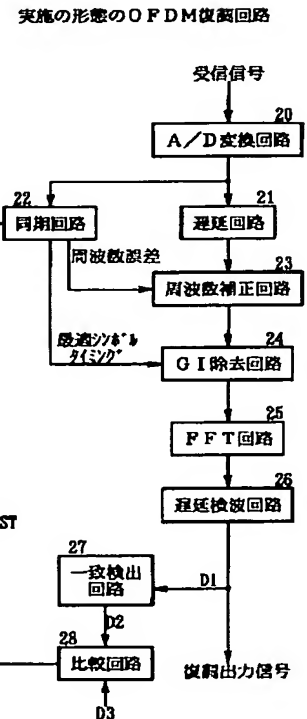 実施の形態のOFDM復調回路
受信信号
20
A/D変換回路
22
21
同期回路
遅延回路
周波数誤差
23
周波数補正回路
最適シンボル
タイミング
24
GI除去回路
25
FFT回路
26
遅延検波回路
ST
27
一致検出
回路
D1
D2
28
比較回路
復調出力信号
D3